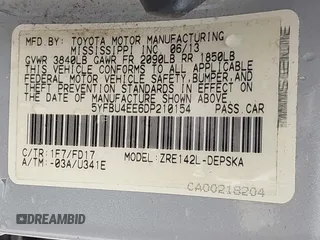 MFD. BY: TOYOTA MOTOR MANUFACTURING
MISSISSIPPI INC 06/13
GVWR 3840LB GAWR FR 2090LB RR 1850LB
THIS VEHICLE CONFORMS TO ALL APPLICABLE
FEDERAL MOTOR VEHICLE SAFETY,BUMPER,AND
THEFT PREVENTION STANDARDS IN EFFECT ON
THE DATE OF MANUFACTURE SHOWN ABOVE.
5YFBU4EE6DP210154 PASS.CAR
C/TR:1F7/FD17
A/TM:-03A/U341E
ZRE142L-DEPSKA
CA00218204
DREAMBID